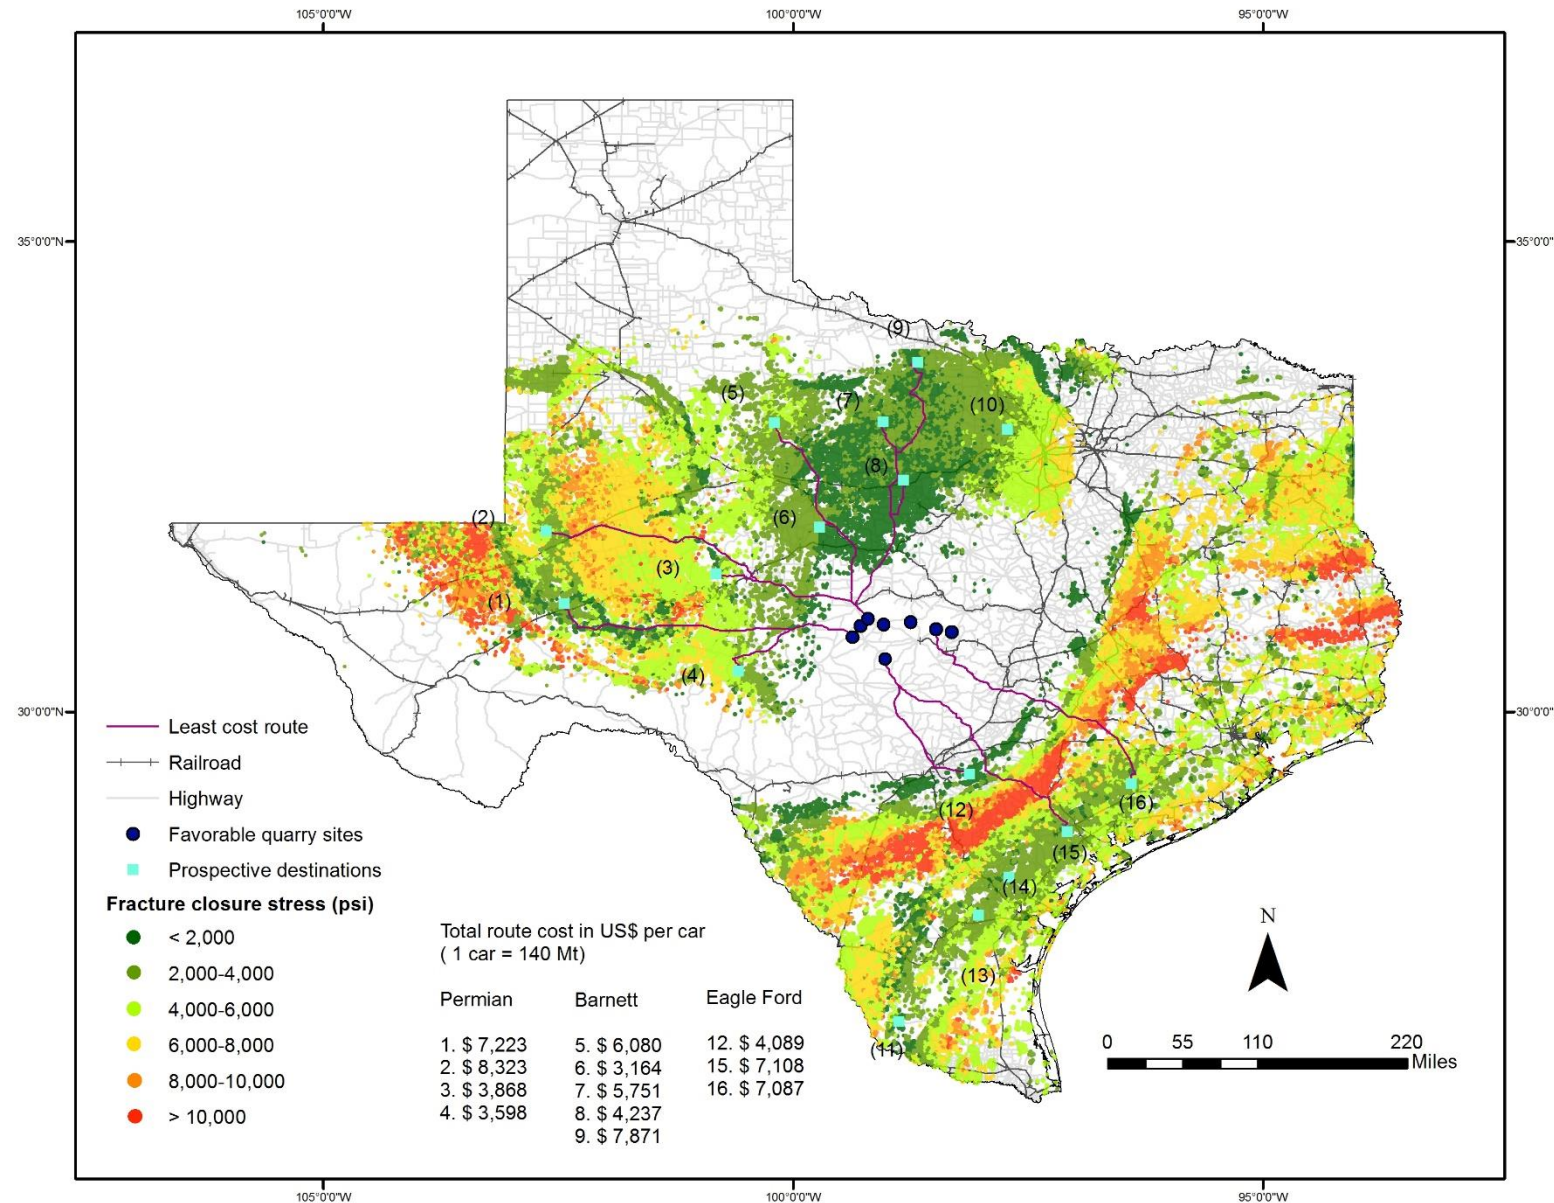 105°0'0"W 100°0'0"W 95°0'0"W
35°0'0"N 35°0'0"
(9)
(5) (7) (10)
(8)
(2) (6)
(3)
(1)
(4)
30°0'0"N 30°0'0"
Least cost route
Railroad
Highway
Favorable quarry sites
Prospective destinations
(12) (16)
(15)
(14)
(13)
(11)
Fracture closure stress (psi)
< 2,000
2,000-4,000
4,000-6,000
6,000-8,000
8,000-10,000
> 10,000
Total route cost in US$ per car
( 1 car = 140 Mt)
Permian
1. $ 7,223
2. $ 8,323
3. $ 3,868
4. $ 3,598
Barnett
5. $ 6,080
6. $ 3,164
7. $ 5,751
8. $ 4,237
9. $ 7,871
Eagle Ford
12. $ 4,089
15. $ 7,108
16. $ 7,087
N
0 55 110 220
Miles
105°0'0"W 100°0'0"W 95°0'0"W